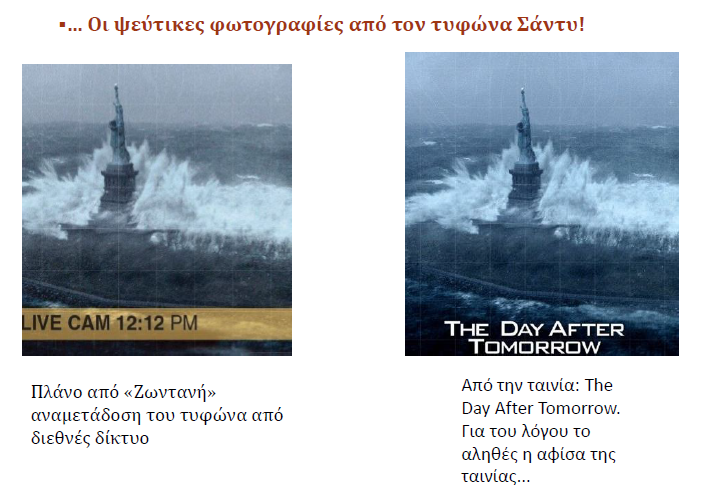 ▪... Οι ψεύτικες φωτογραφίες από τον τυφώνα Σάντυ!
LIVE CAM 12:12 PM
THE DAY AFTER
TOMORROW
Πλάνο από «Ζωντανή»
αναμετάδοση του τυφώνα από
διεθνές δίκτυο
Από την ταινία: The
Day After Tomorrow.
Για του λόγου το
αληθές η αφίσα της
ταινίας...